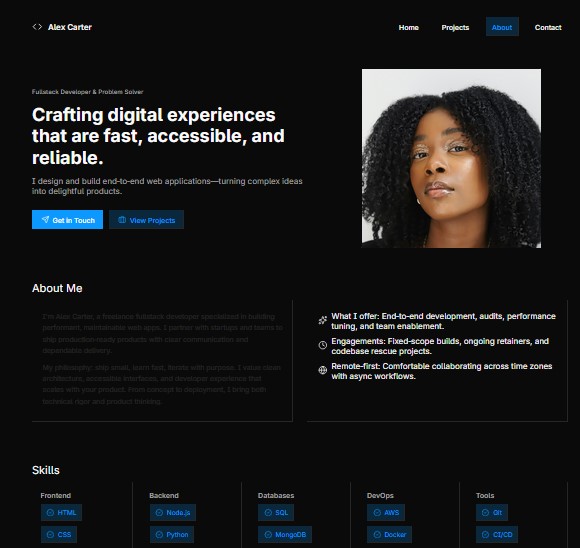 Alex Carter
Home Projects About Contact
Fullstack Developer & Problem Solver
Crafting digital experiences
that are fast, accessible, and
reliable.
I design and build end-to-end web applications—turning complex ideas
into delightful products.
Get in Touch View Projects
About Me
I'm Alex Carter, a freelance fullstack developer specialized in building
performant, maintainable web apps. I partner with startups and teams to
ship production-ready products with clear communication and
dependable delivery.
My philosophy: ship small, learn fast, iterate with purpose. I value clean
architecture, accessible interfaces, and developer experience that
scales with your product. From concept to deployment, I bring both
technical rigor and product thinking.
What I offer: End-to-end development, audits, performance
tuning, and team enablement.
Engagements: Fixed-scope builds, ongoing retainers, and
codebase rescue projects.
Remote-first: Comfortable collaborating across time zones
with async workflows.
Skills
Frontend Backend Databases DevOps Tools
HTML Node.js SQL AWS Git
CSS Python MongoDB Docker CI/CD